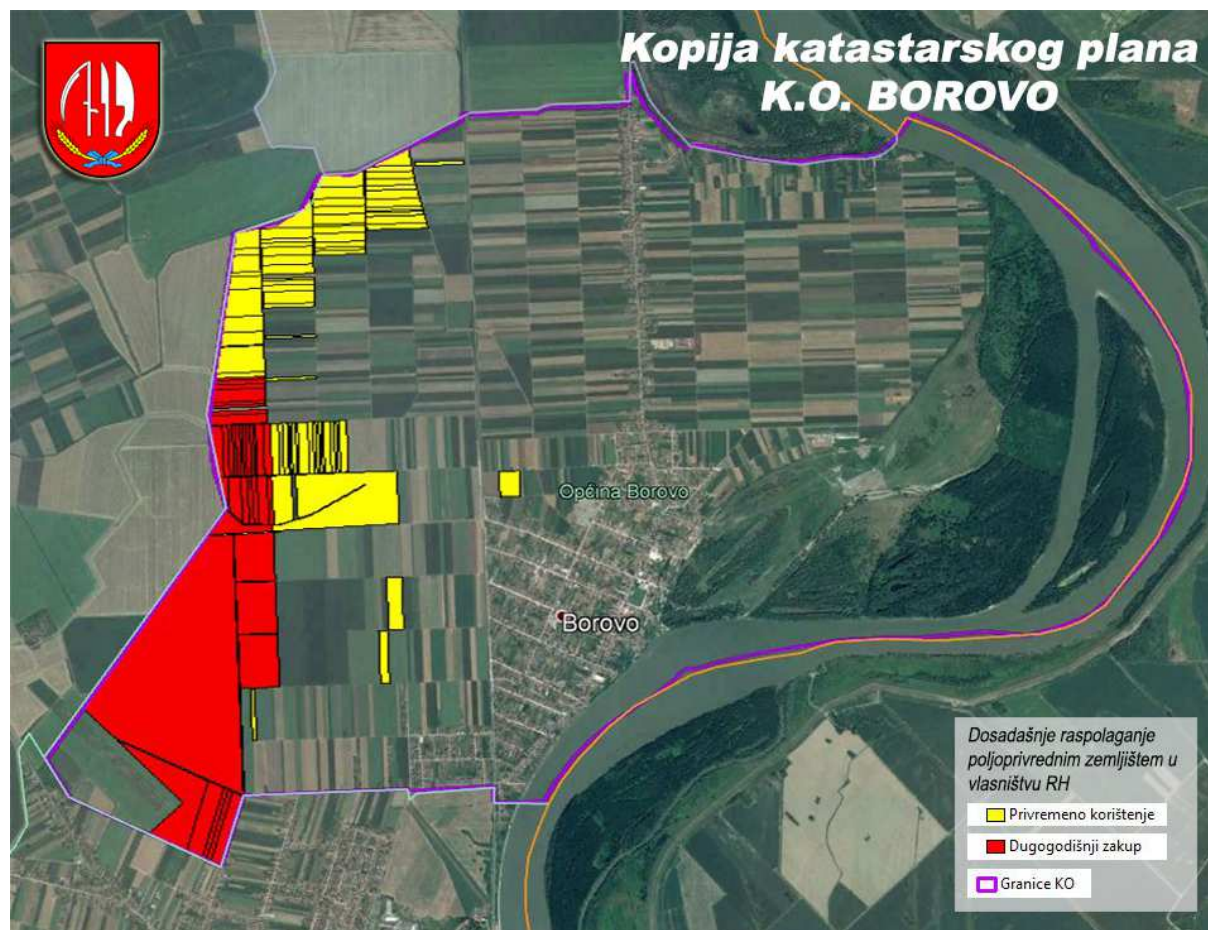 Kopija katastarskog plana
K.O. BOROVO
Općina Borovo
Borovo
Dosadašnje raspolaganje
poljoprivrednim zemljištem u
vlasništvu RH
Privremeno korištenje
Dugogodišnji zakup
Granice KO